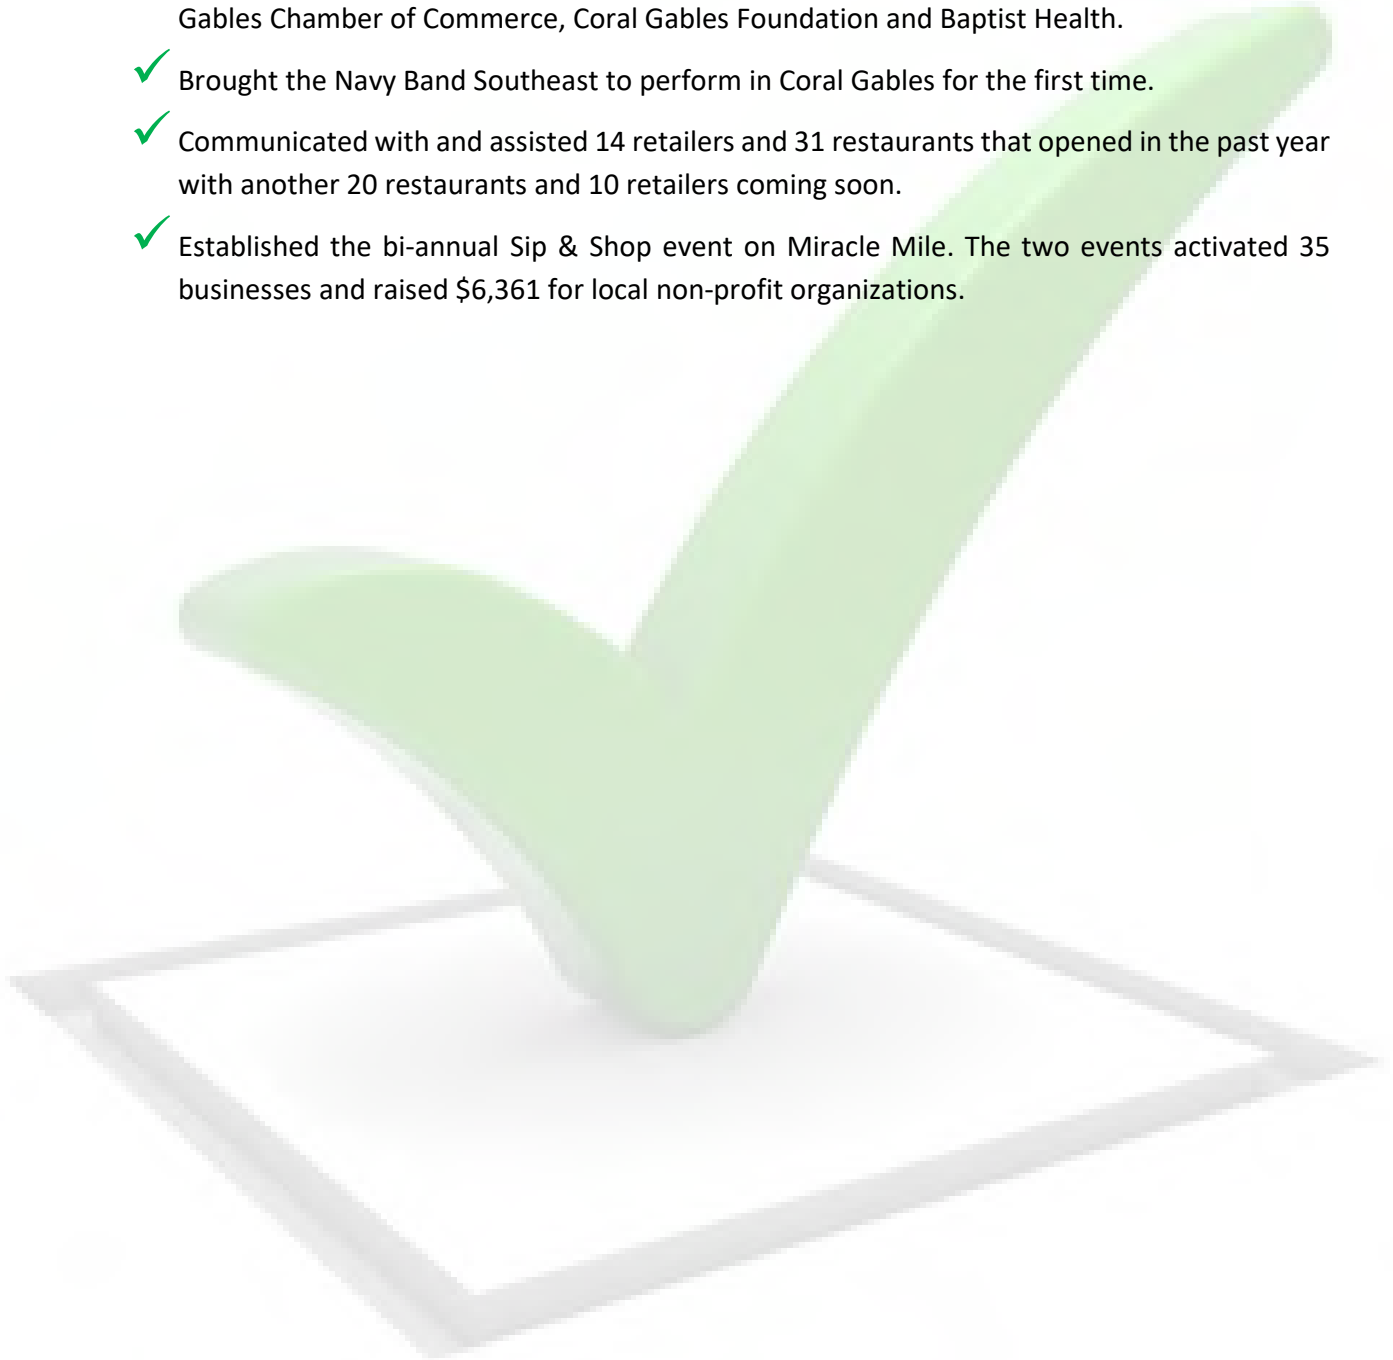 Gables Chamber of Commerce, Coral Gables Foundation and Baptist Health.
Brought the Navy Band Southeast to perform in Coral Gables for the first time.
Communicated with and assisted 14 retailers and 31 restaurants that opened in the past year
with another 20 restaurants and 10 retailers coming soon.
Established the bi-annual Sip & Shop event on Miracle Mile. The two events activated 35
businesses and raised $6,361 for local non-profit organizations.